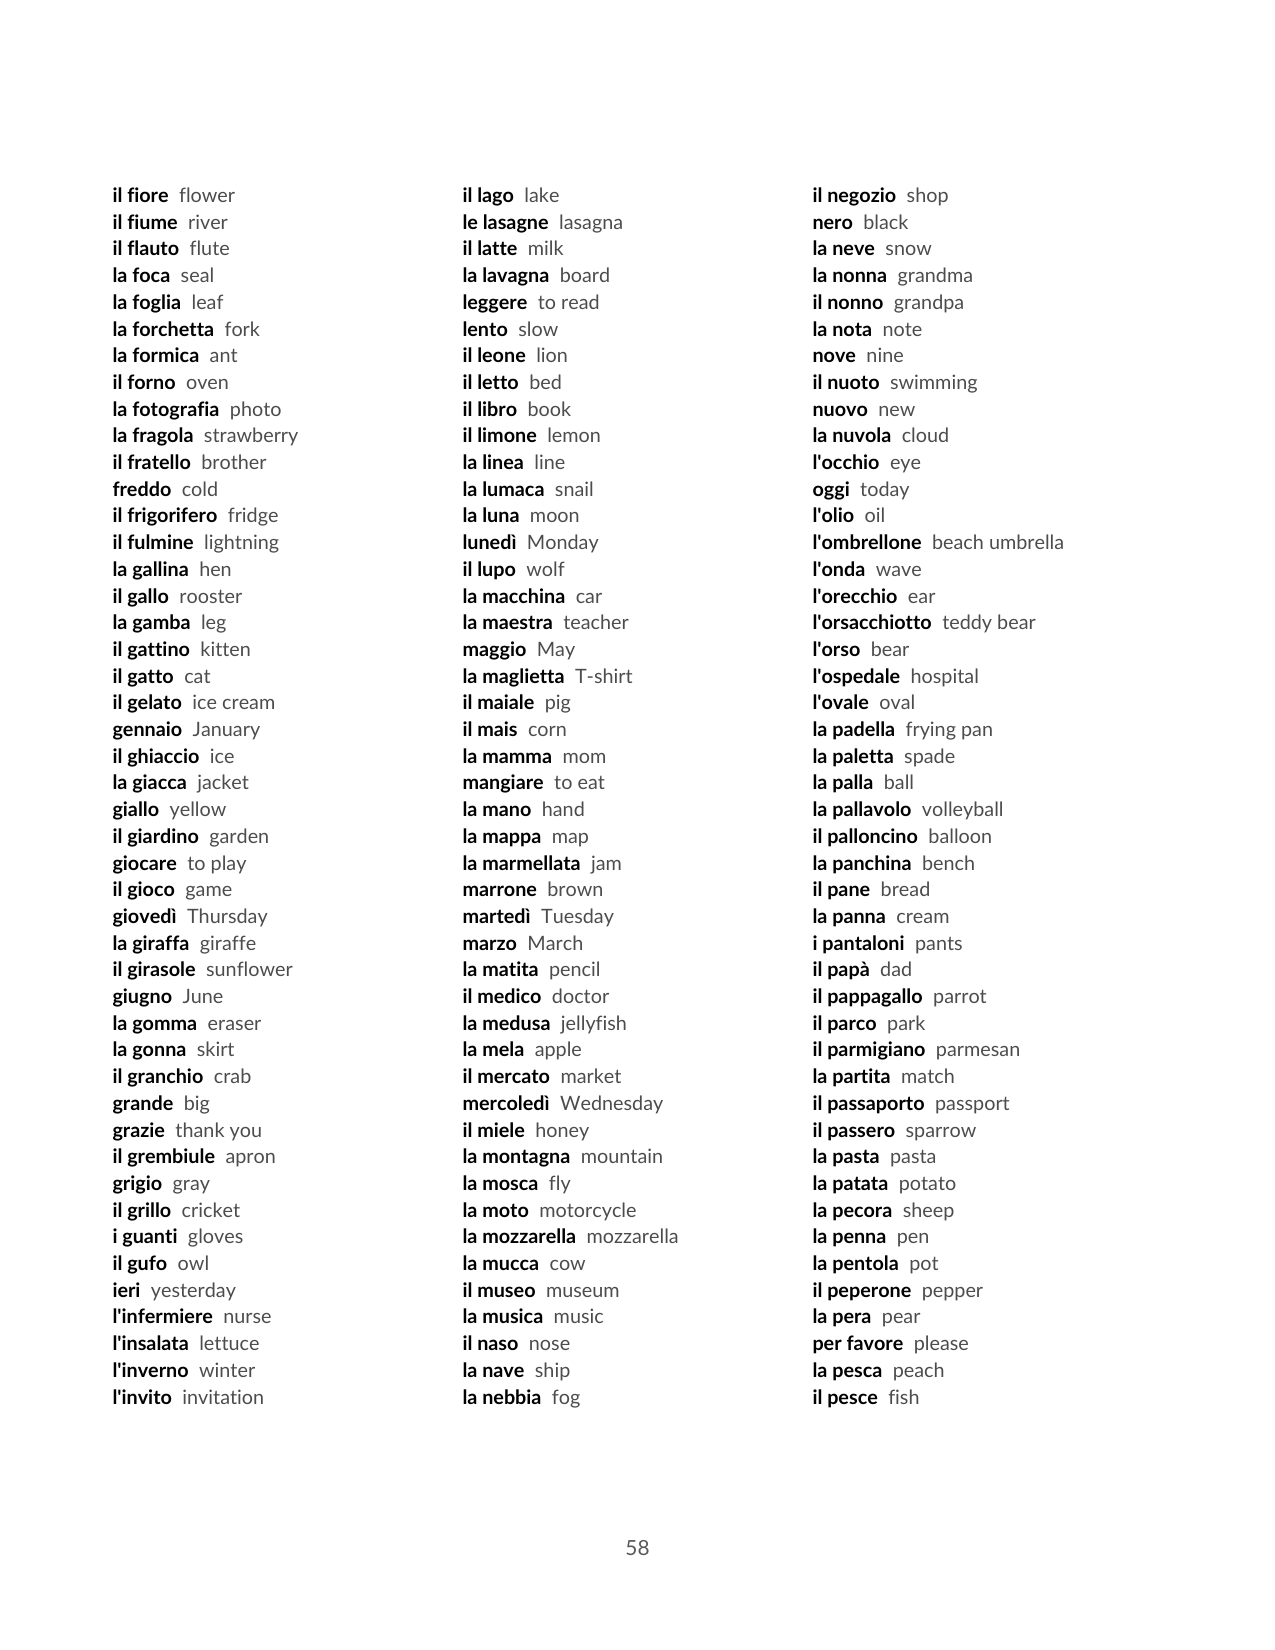 il fiore flower
il fiume river
il flauto flute
la foca seal
la foglia leaf
la forchetta fork
la formica ant
il forno oven
la fotografia photo
la fragola strawberry
il fratello brother
freddo cold
il frigorifero fridge
il fulmine lightning
la gallina hen
il gallo rooster
la gamba leg
il gattino kitten
il gatto cat
il gelato ice cream
gennaio January
il ghiaccio ice
la giacca jacket
giallo yellow
il giardino garden
giocare to play
il gioco game
giovedì Thursday
la giraffa giraffe
il girasole sunflower
giugno June
la gomma eraser
la gonna skirt
il granchio crab
grande big
grazie thank you
il grembiule apron
grigio gray
il grillo cricket
i guanti gloves
il gufo owl
ieri yesterday
l'infermiere nurse
l'insalata lettuce
l'inverno winter
l'invito invitation
il lago lake
le lasagne lasagna
il latte milk
la lavagna board
leggere to read
lento slow
il leone lion
il letto bed
il libro book
il limone lemon
la linea line
la lumaca snail
la luna moon
lunedì Monday
il lupo wolf
la macchina car
la maestra teacher
maggio May
la maglietta T-shirt
il maiale pig
il mais corn
la mamma mom
mangiare to eat
la mano hand
la mappa map
la marmellata jam
marrone brown
martedì Tuesday
marzo March
la matita pencil
il medico doctor
la medusa jellyfish
la mela apple
il mercato market
mercoledì Wednesday
il miele honey
la montagna mountain
la mosca fly
la moto motorcycle
la mozzarella mozzarella
la mucca cow
il museo museum
la musica music
il naso nose
la nave ship
la nebbia fog
il negozio shop
nero black
la neve snow
la nonna grandma
il nonno grandpa
la nota note
nove nine
il nuoto swimming
nuovo new
la nuvola cloud
l'occhio eye
oggi today
l'olio oil
l'ombrellone beach umbrella
l'onda wave
l'orecchio ear
l'orsacchiotto teddy bear
l'orso bear
l'ospedale hospital
l'ovale oval
la padella frying pan
la paletta spade
la palla ball
la pallavolo volleyball
il palloncino balloon
la panchina bench
il pane bread
la panna cream
i pantaloni pants
il papà dad
il pappagallo parrot
il parco park
il parmigiano parmesan
la partita match
il passaporto passport
il passero sparrow
la pasta pasta
la patata potato
la pecora sheep
la penna pen
la pentola pot
il peperone pepper
la pera pear
per favore please
la pesca peach
il pesce fish
58